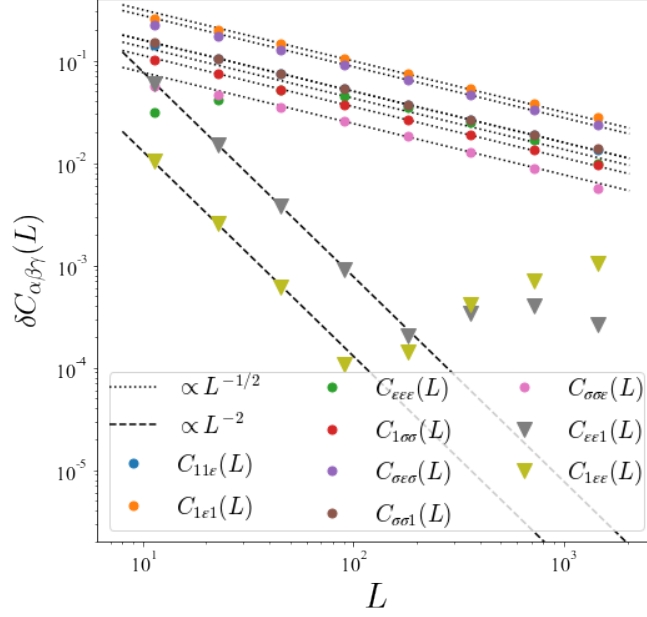 10^{-1}
10^{-2}
10^{-3}
10^{-4}
10^{-5}
δC_{αβγ}(L)
∝ L^{-1/2}
∝ L^{-2}
C_{11ε}(L)
C_{1ε1}(L)
C_{εεε}(L)
C_{1σσ}(L)
C_{σεσ}(L)
C_{σσ1}(L)
C_{σσε}(L)
C_{εε1}(L)
C_{1εε}(L)
10^1 10^2 10^3
L